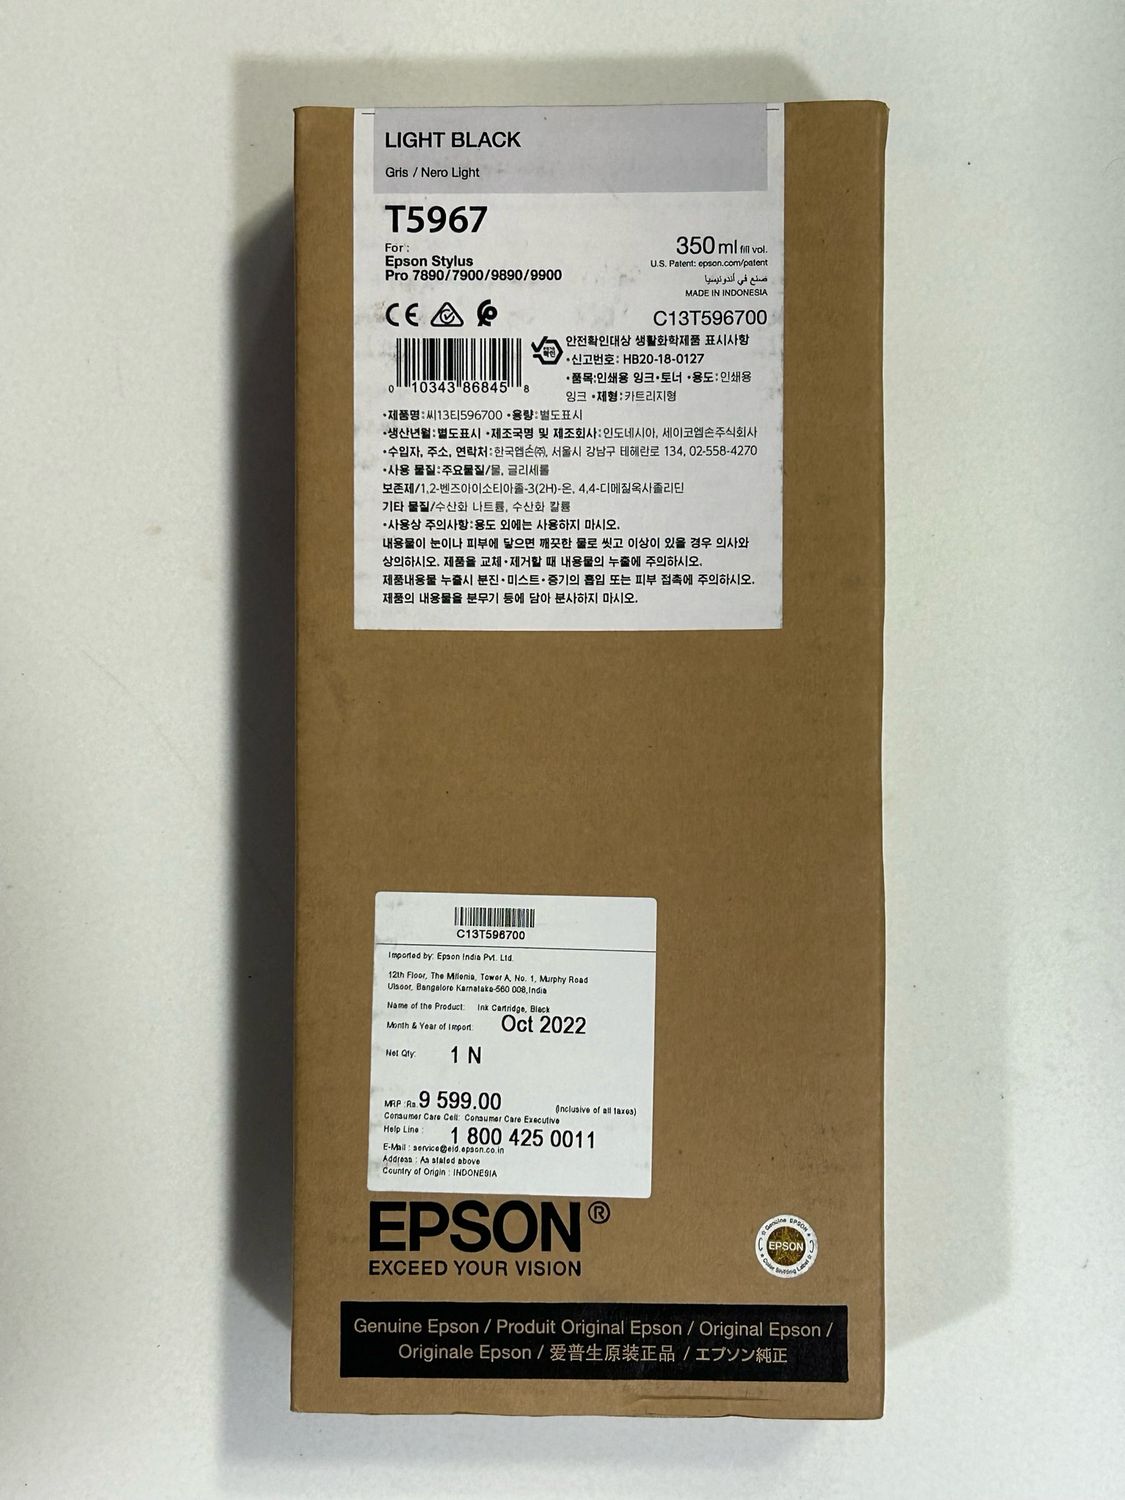 LIGHT BLACK
Gris / Nero Light
T5967
For :
Epson Stylus
Pro 7890/7900/9890/9900
350 ml fill vol.
U.S. Patent: epson.com/patent
صنع في أندونيسيا
MADE IN INDONESIA
C13T596700
0 10343 86845 8
안전확인대상 생활화학제품 표시사항
•신고번호: HB20-18-0127
•품목:인쇄용 잉크•토너 •용도:인쇄용
잉크 •제형:카트리지형
•제품명:씨13티596700 •용량:별도표시
•생산년월:별도표시 •제조국명 및 제조회사:인도네시아, 세이코엡손주식회사
•수입자, 주소, 연락처:한국엡손(주), 서울시 강남구 테헤란로 134, 02-558-4270
•사용 물질:주요물질/물, 글리세롤
보존제/1,2-벤즈아이소티아졸-3(2H)-온, 4,4-디메칠옥사졸리딘
기타 물질/수산화 나트륨, 수산화 칼륨
•사용상 주의사항:용도 외에는 사용하지 마시오.
내용물이 눈이나 피부에 닿으면 깨끗한 물로 씻고 이상이 있을 경우 의사와
상의하시오. 제품을 교체•제거할 때 내용물의 누출에 주의하시오.
제품내용물 누출시 분진•미스트•증기의 흡입 또는 피부 접촉에 주의하시오.
제품의 내용물을 분무기 등에 담아 분사하지 마시오.
C13T596700
Imported by: Epson India Pvt. Ltd.
12th Floor, The Millenia, Tower A, No. 1, Murphy Road
Ulsoor, Bangalore Karnataka-560 008,India
Name of the Product: Ink Cartridge, Black
Month & Year of Import: Oct 2022
Net Qty: 1 N
MRP :Rs. 9 599.00 (Inclusive of all taxes)
Consumer Care Cell: Consumer Care Executive
Help Line : 1 800 425 0011
E-Mail : service@eid.epson.co.in
Address : As stated above
Country of Origin : INDONESIA
EPSON®
EXCEED YOUR VISION
Genuine EPSON
EPSON
Color Shifting Label
Genuine Epson / Produit Original Epson / Original Epson /
Originale Epson / 爱普生原装正品 / エプソン純正